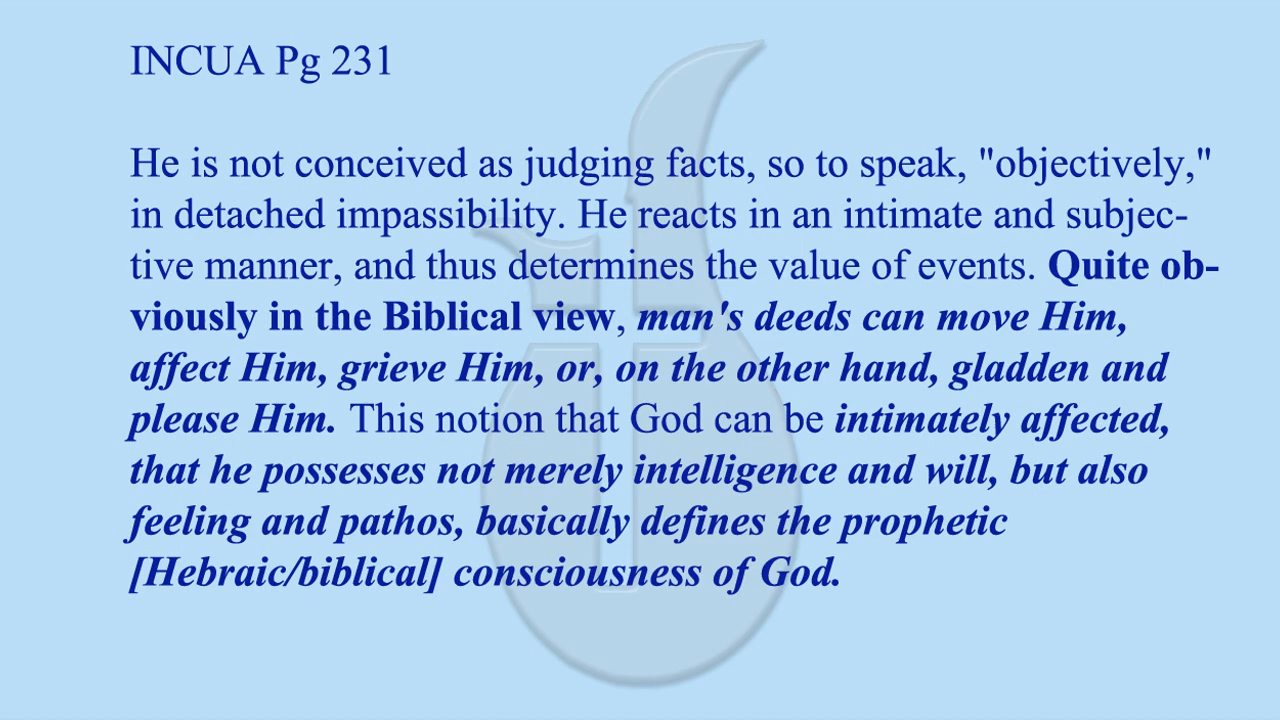 INCUA Pg 231
He is not conceived as judging facts, so to speak, "objectively,"
in detached impassibility. He reacts in an intimate and subjec-
tive manner, and thus determines the value of events. Quite ob-
viously in the Biblical view, man's deeds can move Him,
affect Him, grieve Him, or, on the other hand, gladden and
please Him. This notion that God can be intimately affected,
that he possesses not merely intelligence and will, but also
feeling and pathos, basically defines the prophetic
[Hebraic/biblical] consciousness of God.